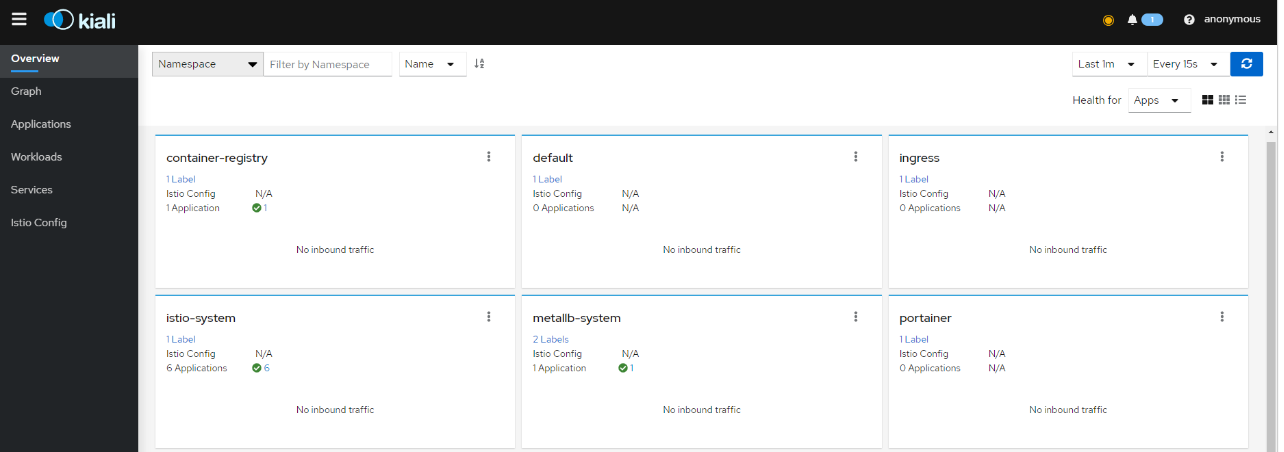 kiali
1
anonymous
Overview
Graph
Applications
Workloads
Services
Istio Config
Namespace
Filter by Namespace
Name
Last 1m
Every 15s
Health for
Apps
container-registry
1 Label
Istio Config N/A
1 Application 1
No inbound traffic
default
1 Label
Istio Config N/A
0 Applications N/A
No inbound traffic
ingress
1 Label
Istio Config N/A
0 Applications N/A
No inbound traffic
istio-system
1 Label
Istio Config N/A
6 Applications 6
No inbound traffic
metallb-system
2 Labels
Istio Config N/A
1 Application 1
No inbound traffic
portainer
1 Label
Istio Config N/A
0 Applications N/A
No inbound traffic